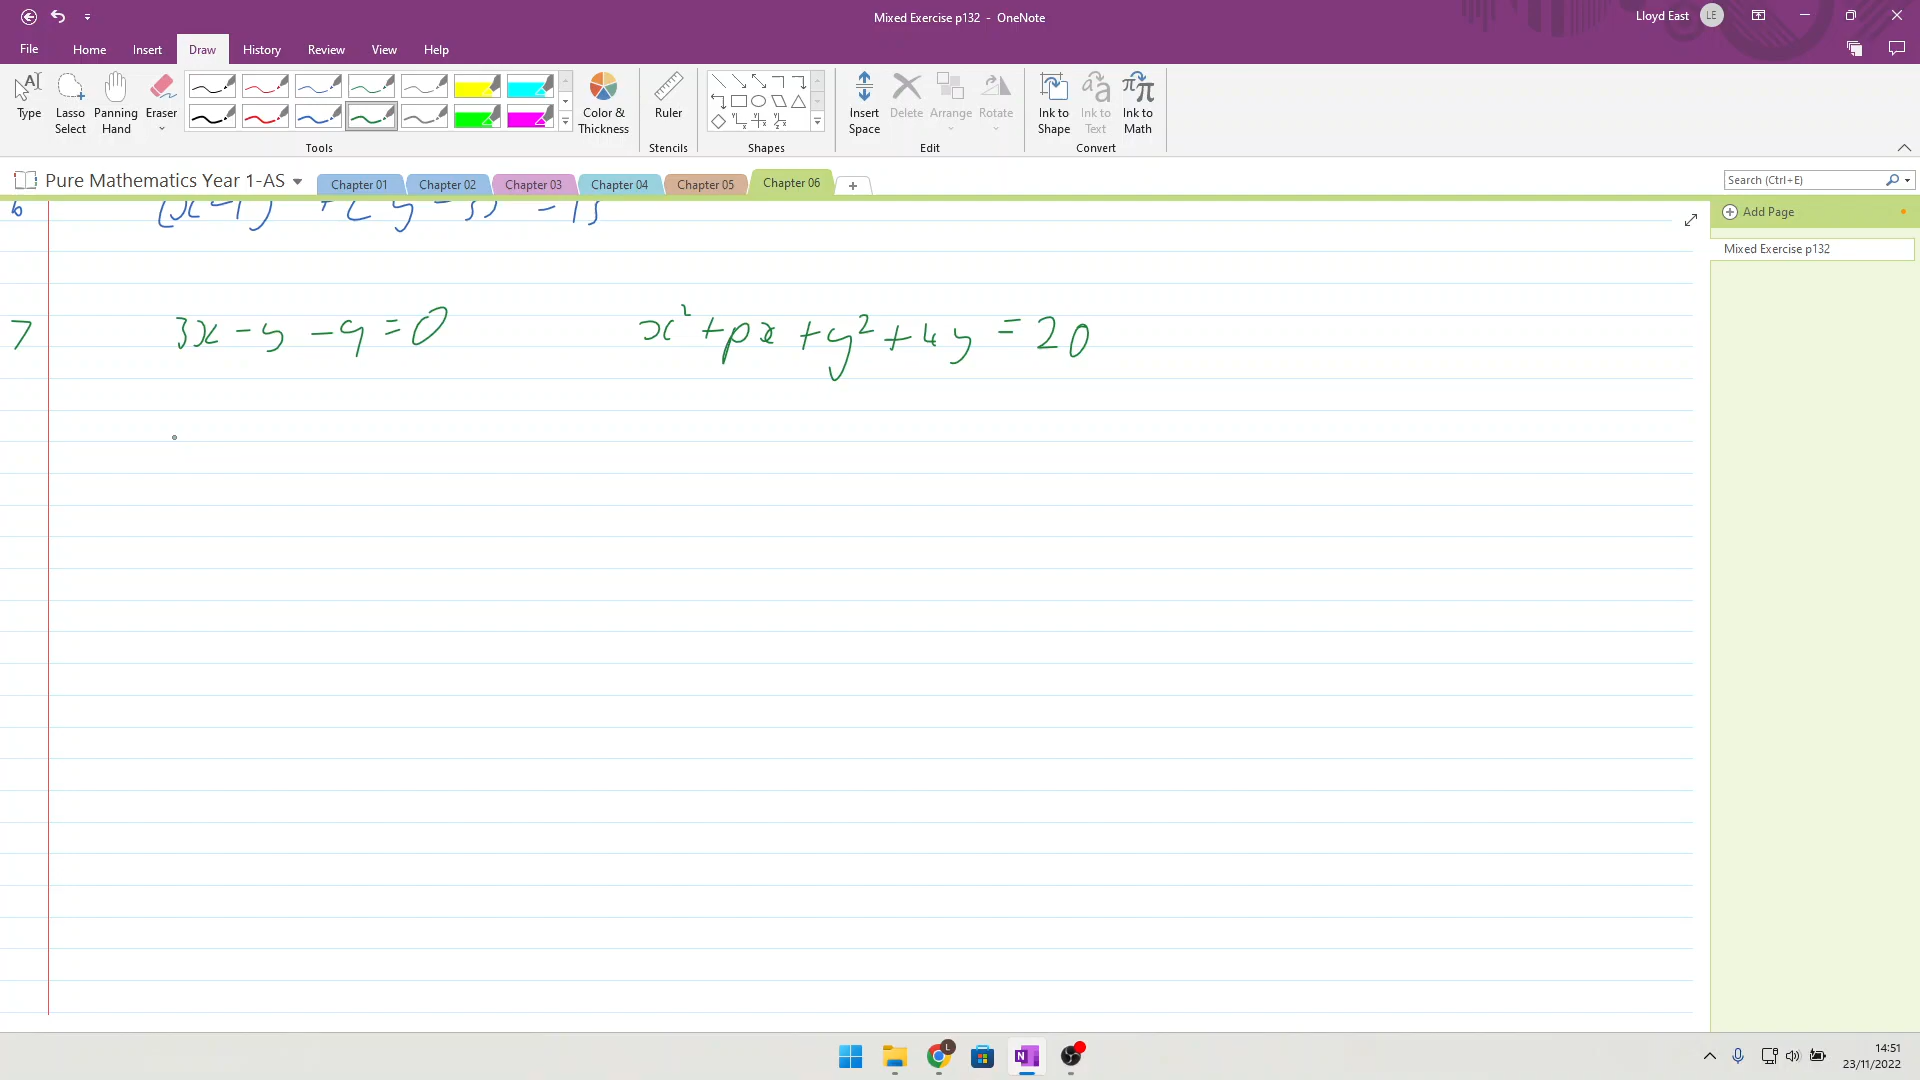 Mixed Exercise p132 - OneNote
Lloyd East
LE
File Home Insert Draw History Review View Help
Type
Lasso Select
Panning Hand
Eraser
Color & Thickness
Ruler
Insert Space
Delete
Arrange
Rotate
Ink to Shape
Ink to Text
Ink to Math
Tools
Stencils
Shapes
Edit
Convert
Pure Mathematics Year 1-AS
Chapter 01 Chapter 02 Chapter 03 Chapter 04 Chapter 05 Chapter 06
Search (Ctrl+E)
Add Page
Mixed Exercise p132
7 3x - y - 9 = 0 x² + px + y² + 4y = 20
14:51
23/11/2022